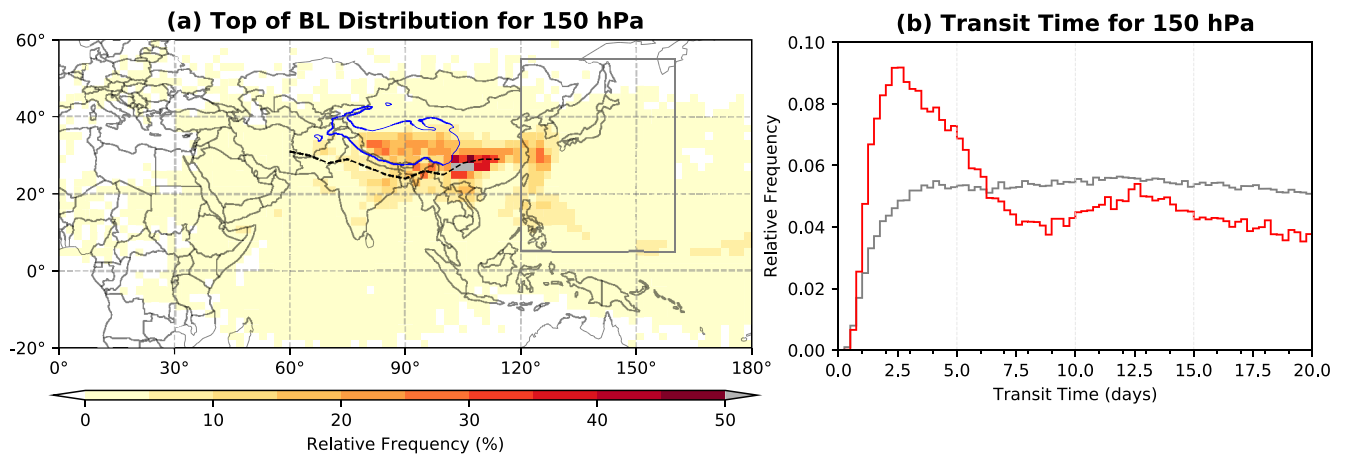 (a) Top of BL Distribution for 150 hPa
60°
40°
20°
0°
-20°
0° 30° 60° 90° 120° 150° 180°
0 10 20 30 40 50
Relative Frequency (%)
(b) Transit Time for 150 hPa
Relative Frequency
0.10
0.08
0.06
0.04
0.02
0.00
0.0 2.5 5.0 7.5 10.0 12.5 15.0 17.5 20.0
Transit Time (days)